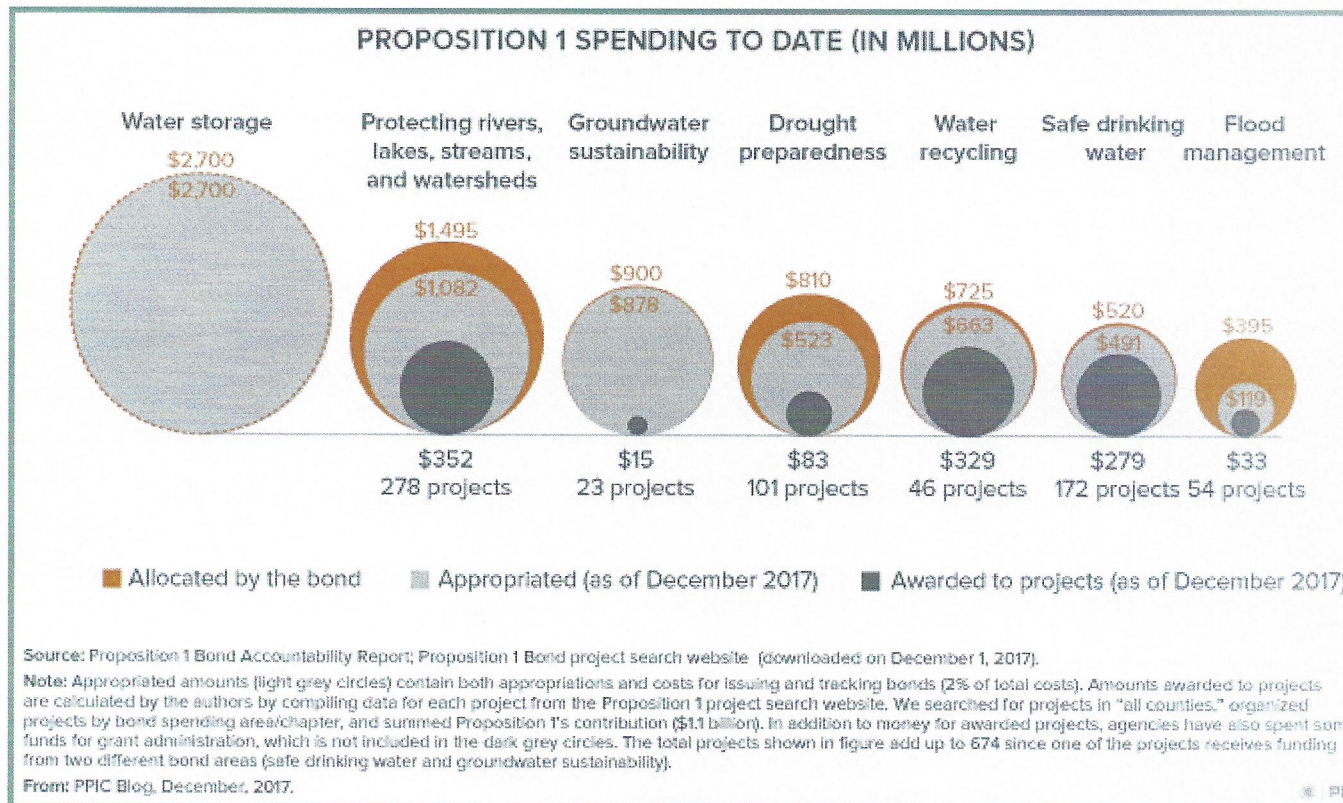 PROPOSITION 1 SPENDING TO DATE (IN MILLIONS)
Water storage
$2,700
$2,700
Protecting rivers,
lakes, streams,
and watersheds
$1,495
$1,082
$352
278 projects
Groundwater
sustainability
$900
$878
$15
23 projects
Drought
preparedness
$810
$523
$83
101 projects
Water
recycling
$725
$663
$329
46 projects
Safe drinking
water
$520
$491
$279
172 projects
Flood
management
$395
$119
$33
54 projects
Allocated by the bond
Appropriated (as of December 2017)
Awarded to projects (as of December 2017)
Source: Proposition 1 Bond Accountability Report; Proposition 1 Bond project search website (downloaded on December 1, 2017).
Note: Appropriated amounts (light grey circles) contain both appropriations and costs for issuing and tracking bonds (2% of total costs). Amounts awarded to projects
are calculated by the authors by compiling data for each project from the Proposition 1 project search website. We searched for projects in "all counties," organized
projects by bond spending area/chapter, and summed Proposition 1's contribution ($1.1 billion). In addition to money for awarded projects, agencies have also spent som
funds for grant administration, which is not included in the dark grey circles. The total projects shown in figure add up to 674 since one of the projects receives funding
from two different bond areas (safe drinking water and groundwater sustainability).
From: PPIC Blog, December, 2017.